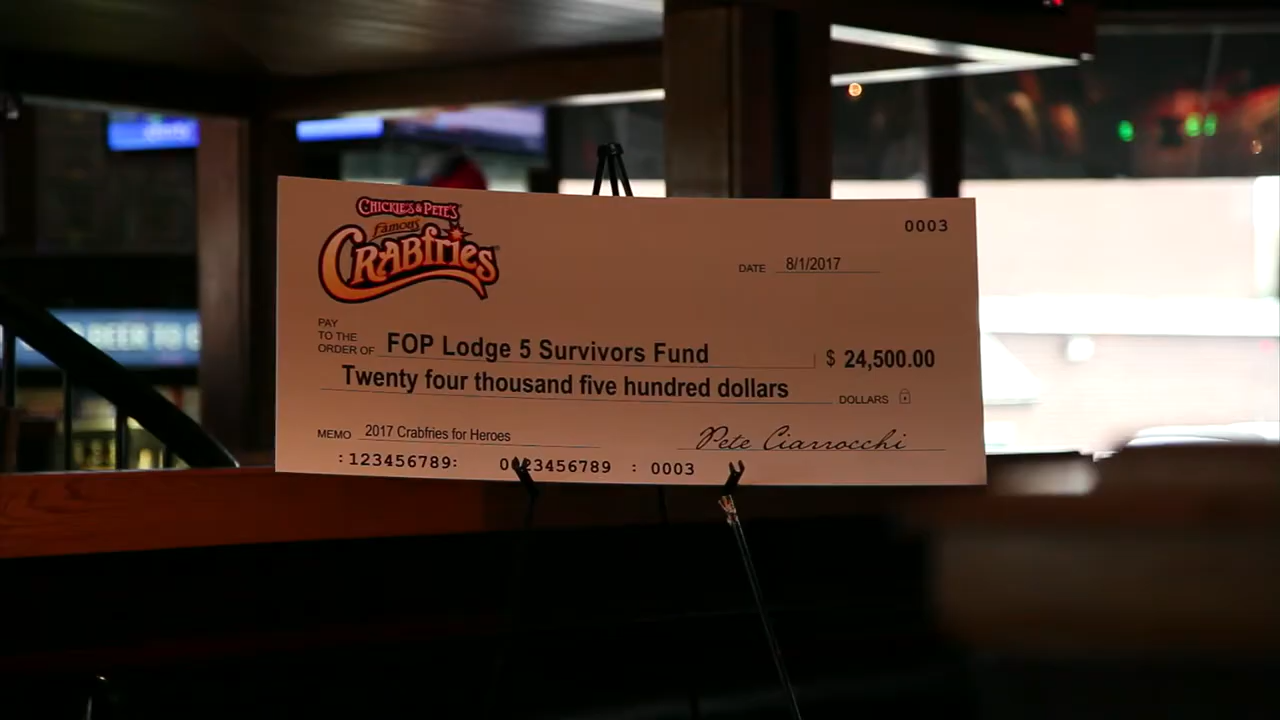 CHICKIE'S & PETE'S
Famous
CRABfries
0003
DATE 8/1/2017
PAY
TO THE
ORDER OF FOP Lodge 5 Survivors Fund $ 24,500.00
Twenty four thousand five hundred dollars DOLLARS
MEMO 2017 Crabfries for Heroes Pete Ciarrocchi
:123456789: 0123456789 : 0003
BEER TO